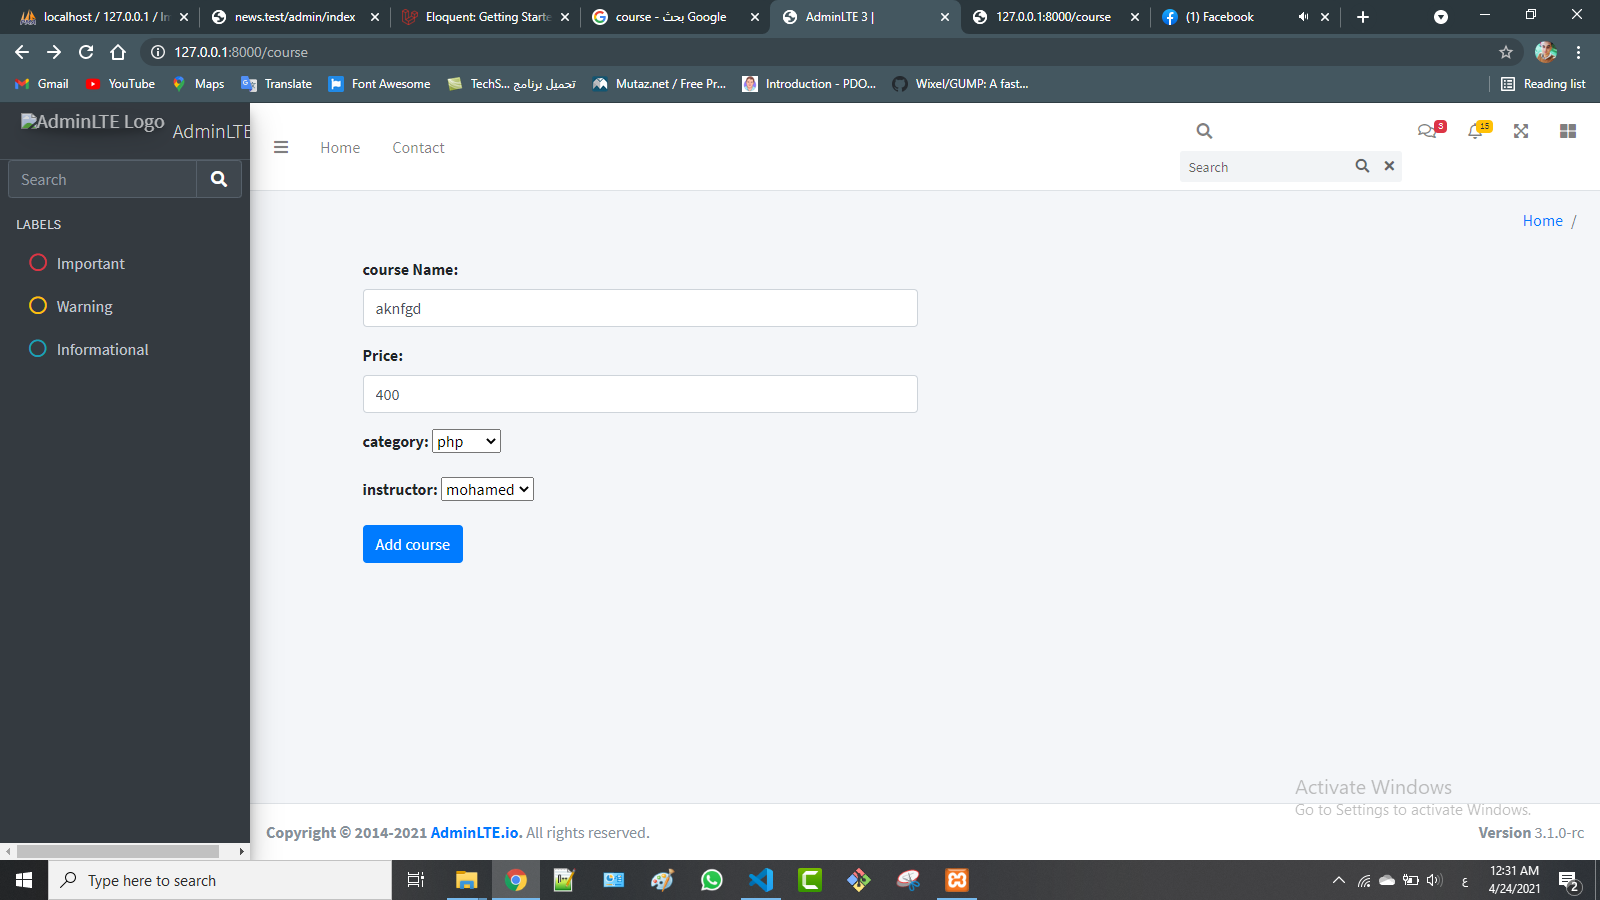 localhost / 127.0.0.1 / In
news.test/admin/index
Eloquent: Getting Starte
course - بحث Google
AdminLTE 3 |
127.0.0.1:8000/course
(1) Facebook
127.0.0.1:8000/course
Gmail
YouTube
Maps
Translate
Font Awesome
TechS... تحميل برنامج
Mutaz.net / Free Pr...
Introduction - PDO...
Wixel/GUMP: A fast...
Reading list
AdminLTE Logo
AdminLTE
Home
Contact
3
15
Search
Search
LABELS
Important
Warning
Informational
Home /
course Name:
aknfgd
Price:
400
category: php
instructor: mohamed
Add course
Activate Windows
Go to Settings to activate Windows.
Copyright © 2014-2021 AdminLTE.io. All rights reserved.
Version 3.1.0-rc
Type here to search
ع
12:31 AM
4/24/2021
2